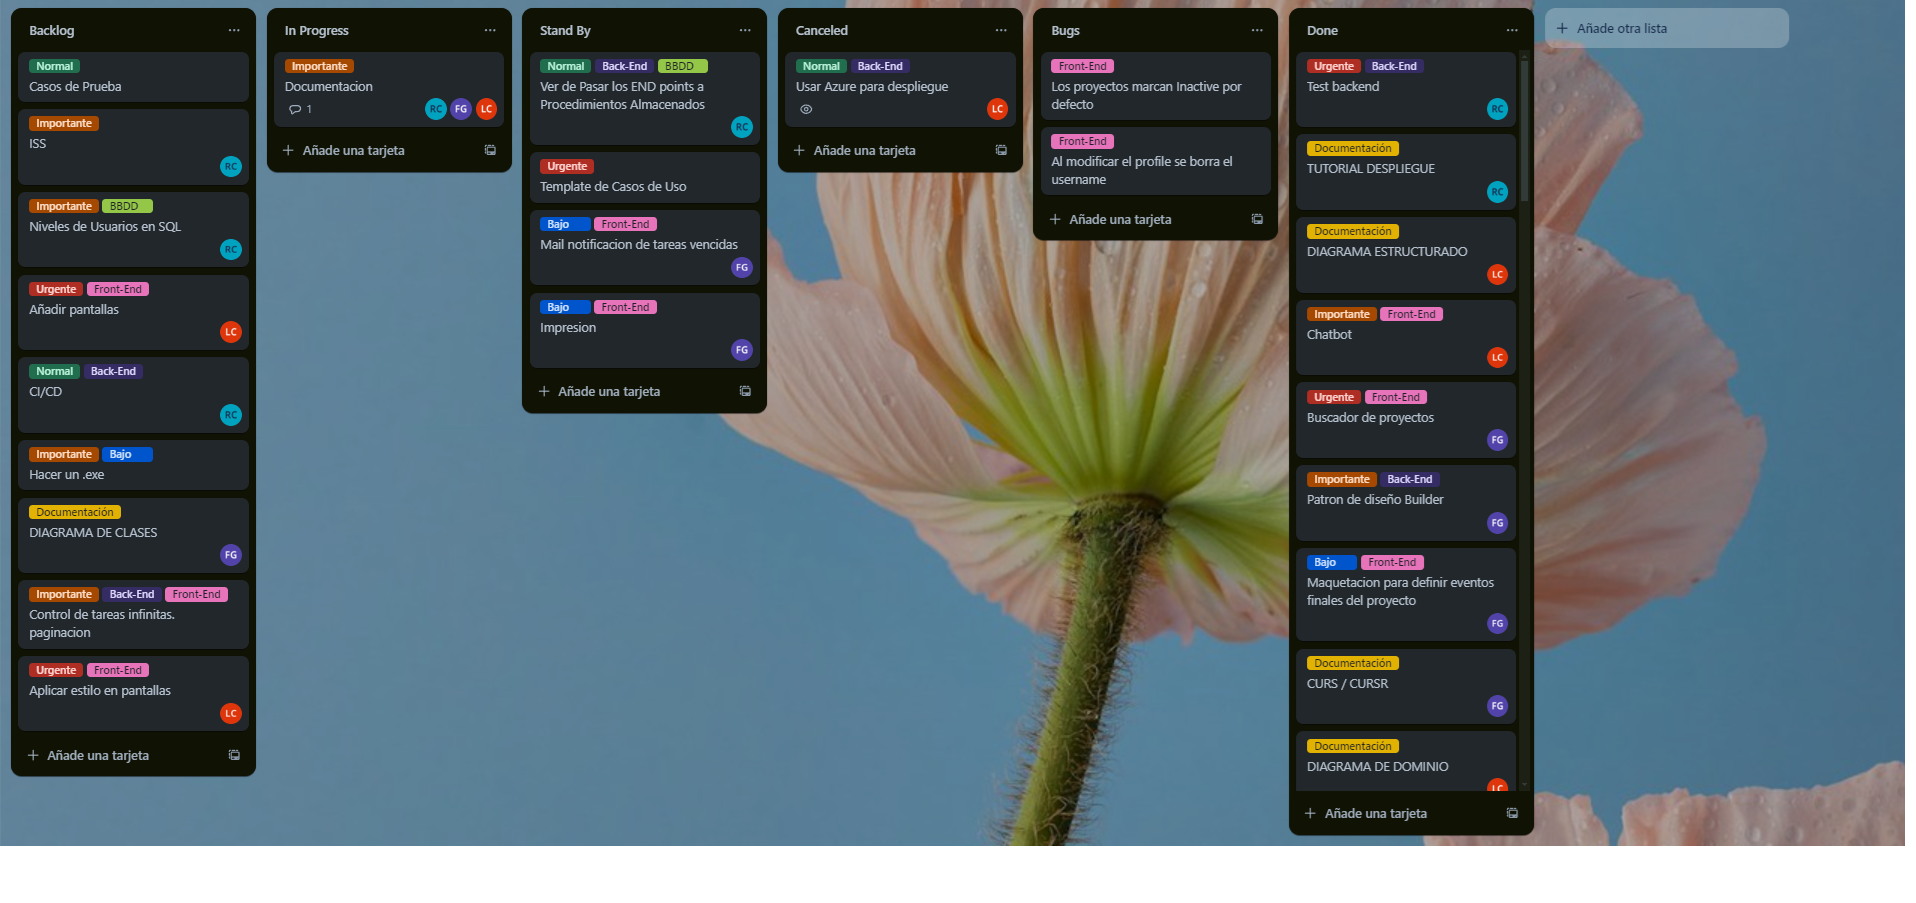 Backlog
Normal
Casos de Prueba
Importante
ISS
RC
Importante BBDD
Niveles de Usuarios en SQL
RC
Urgente Front-End
Añadir pantallas
LC
Normal Back-End
CI/CD
RC
Importante Bajo
Hacer un .exe
Documentación
DIAGRAMA DE CLASES
FG
Importante Back-End Front-End
Control de tareas infinitas.
paginacion
Urgente Front-End
Aplicar estilo en pantallas
LC
Añade una tarjeta
In Progress
Importante
Documentacion
1
RC FG LC
Añade una tarjeta
Stand By
Normal Back-End BBDD
Ver de Pasar los END points a
Procedimientos Almacenados
RC
Urgente
Template de Casos de Uso
Bajo Front-End
Mail notificacion de tareas vencidas
FG
Bajo Front-End
Impresion
FG
Añade una tarjeta
Canceled
Normal Back-End
Usar Azure para despliegue
LC
Añade una tarjeta
Bugs
Front-End
Los proyectos marcan Inactive por
defecto
Front-End
Al modificar el profile se borra el
username
Añade una tarjeta
Done
Urgente Back-End
Test backend
RC
Documentación
TUTORIAL DESPLIEGUE
RC
Documentación
DIAGRAMA ESTRUCTURADO
LC
Importante Front-End
Chatbot
LC
Urgente Front-End
Buscador de proyectos
FG
Importante Back-End
Patron de diseño Builder
FG
Bajo Front-End
Maquetacion para definir eventos
finales del proyecto
FG
Documentación
CURS / CURSR
FG
Documentación
DIAGRAMA DE DOMINIO
LC
Añade una tarjeta
Añade otra lista